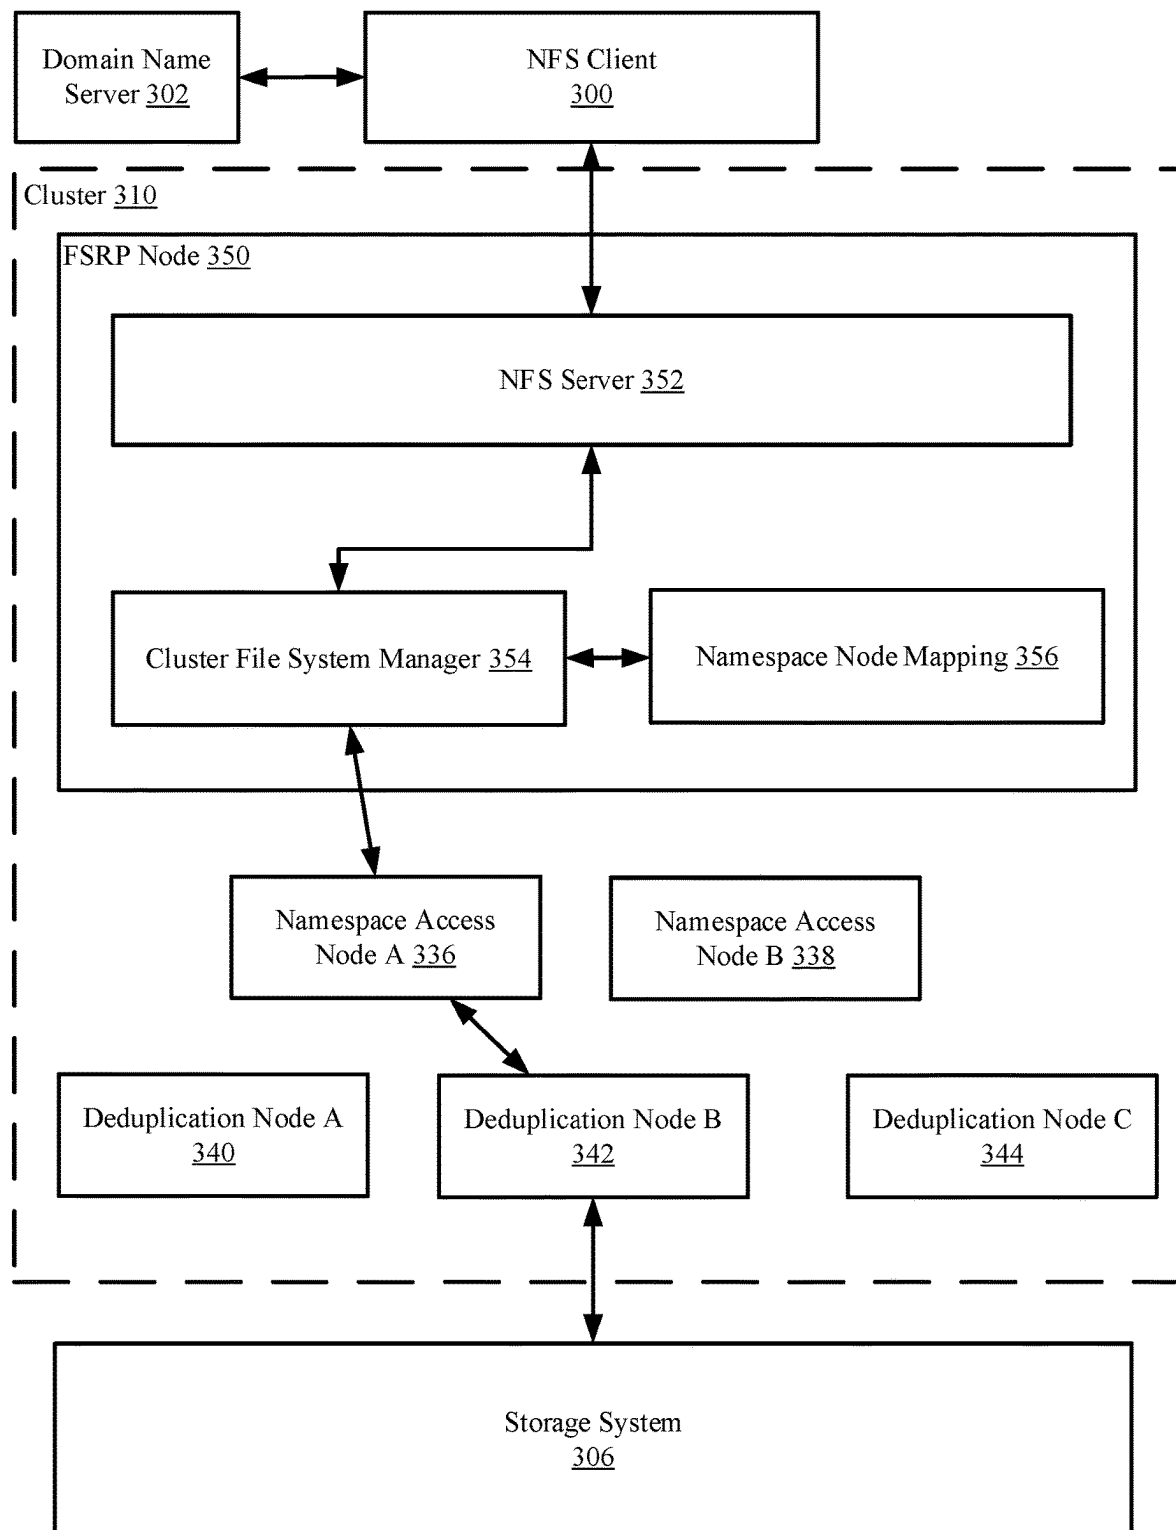 Domain Name
Server 302
NFS Client
300
Cluster 310
FSRP Node 350
NFS Server 352
Cluster File System Manager 354
Namespace Node Mapping 356
Namespace Access
Node A 336
Namespace Access
Node B 338
Deduplication Node A
340
Deduplication Node B
342
Deduplication Node C
344
Storage System
306